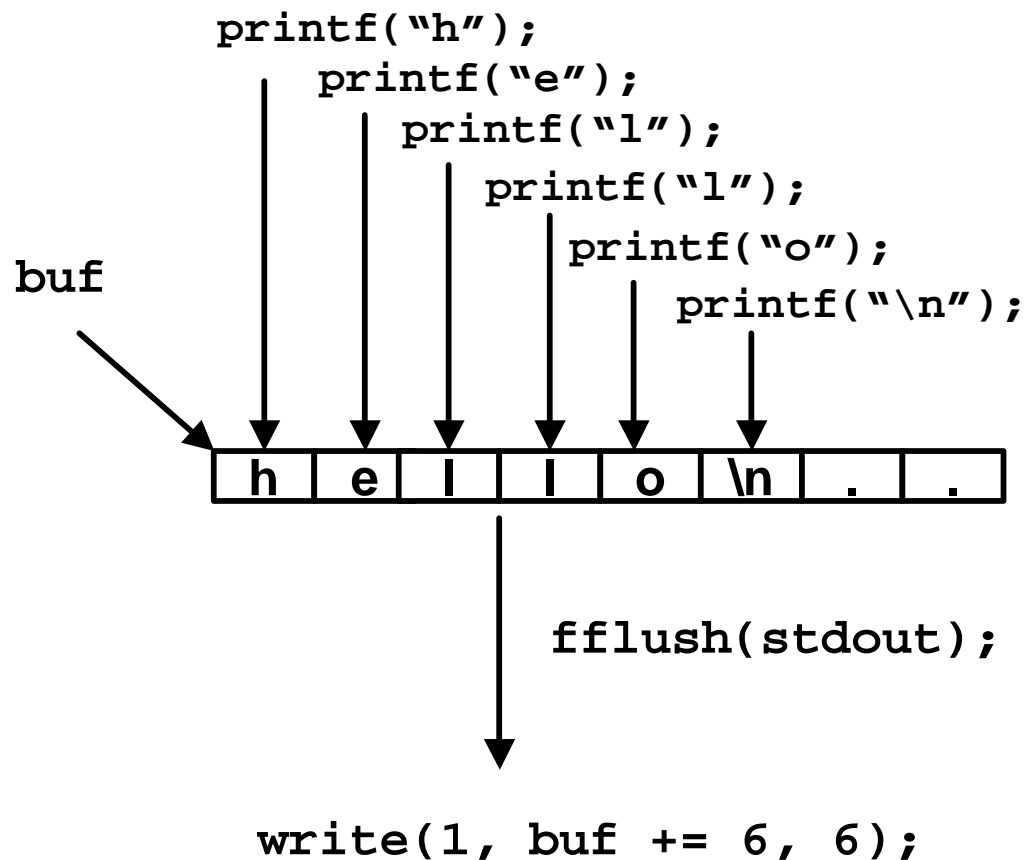 printf(“h”);
printf(“e”);
printf(“l”);
printf(“l”);
printf(“o”);
buf
printf(“\n”);
h e l l o \n . .
fflush(stdout);
write(1, buf += 6, 6);